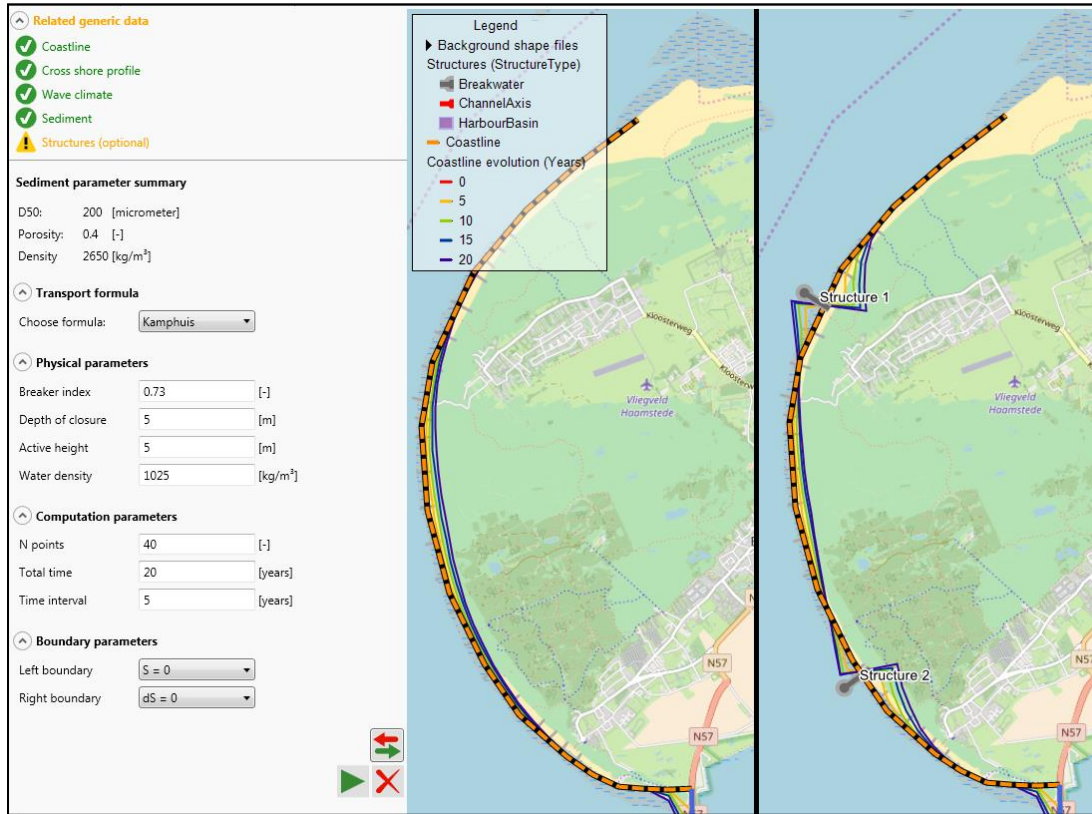 Related generic data
Coastline
Cross shore profile
Wave climate
Sediment
Structures (optional)
Sediment parameter summary
D50: 200 [micrometer]
Porosity: 0.4 [-]
Density 2650 [kg/m³]
Transport formula
Choose formula: Kamphuis
Physical parameters
Breaker index 0.73 [-]
Depth of closure 5 [m]
Active height 5 [m]
Water density 1025 [kg/m³]
Computation parameters
N points 40 [-]
Total time 20 [years]
Time interval 5 [years]
Boundary parameters
Left boundary S = 0
Right boundary dS = 0
Legend
Background shape files
Structures (StructureType)
Breakwater
ChannelAxis
HarbourBasin
Coastline
Coastline evolution (Years)
0
5
10
15
20
Kloosterweg
Kloosterweg
Vliegveld
Haamstede
N57
N57
Structure 1
Kloosterweg
Vliegveld
Haamstede
Structure 2
N57
N57